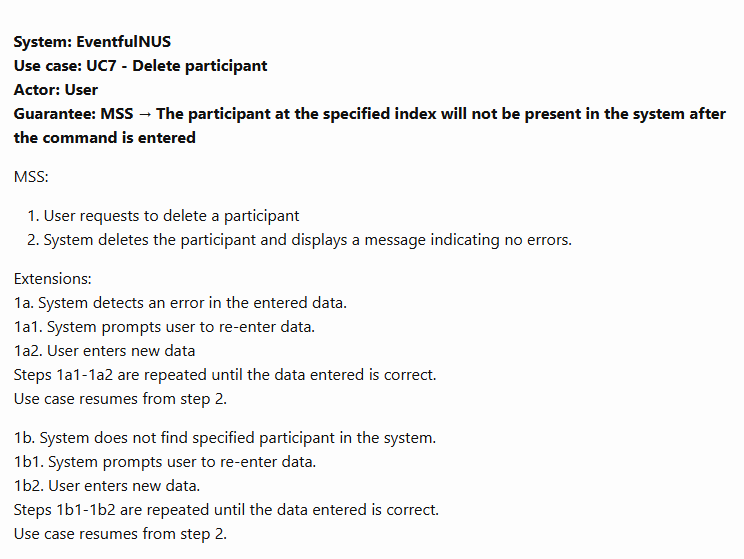 System: EventfulNUS
Use case: UC7 - Delete participant
Actor: User
Guarantee: MSS → The participant at the specified index will not be present in the system after
the command is entered
MSS:
1. User requests to delete a participant
2. System deletes the participant and displays a message indicating no errors.
Extensions:
1a. System detects an error in the entered data.
1a1. System prompts user to re-enter data.
1a2. User enters new data
Steps 1a1-1a2 are repeated until the data entered is correct.
Use case resumes from step 2.
1b. System does not find specified participant in the system.
1b1. System prompts user to re-enter data.
1b2. User enters new data.
Steps 1b1-1b2 are repeated until the data entered is correct.
Use case resumes from step 2.